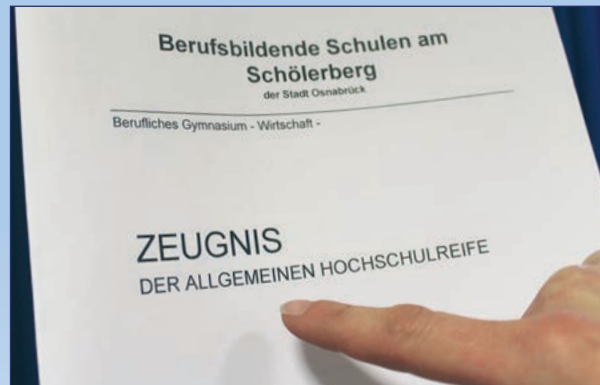 Berufsbildende Schulen am
Schölerberg
der Stadt Osnabrück
Berufliches Gymnasium - Wirtschaft -
ZEUGNIS
DER ALLGEMEINEN HOCHSCHULREIFE